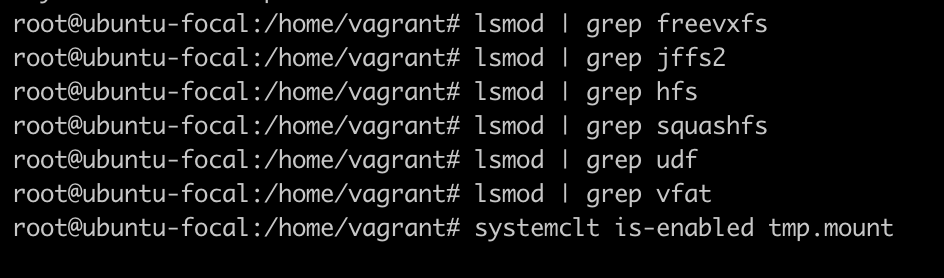 root@ubuntu-focal:/home/vagrant# lsmod | grep freevxfs
root@ubuntu-focal:/home/vagrant# lsmod | grep jffs2
root@ubuntu-focal:/home/vagrant# lsmod | grep hfs
root@ubuntu-focal:/home/vagrant# lsmod | grep squashfs
root@ubuntu-focal:/home/vagrant# lsmod | grep udf
root@ubuntu-focal:/home/vagrant# lsmod | grep vfat
root@ubuntu-focal:/home/vagrant# systemclt is-enabled tmp.mount